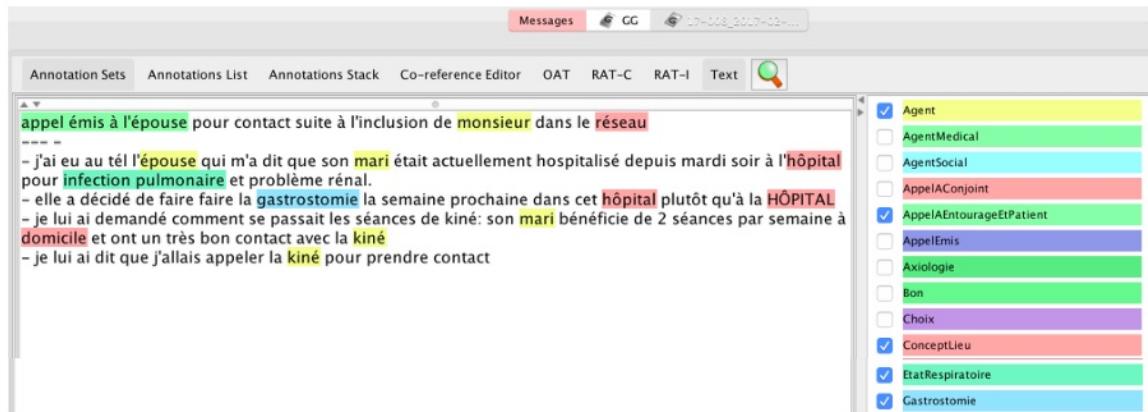 Messages GG 17-008_2017-02-...
Annotation Sets Annotations List Annotations Stack Co-reference Editor OAT RAT-C RAT-I Text
appel émis à l'épouse pour contact suite à l'inclusion de monsieur dans le réseau
--- -
- j'ai eu au tél l'épouse qui m'a dit que son mari était actuellement hospitalisé depuis mardi soir à l'hôpital
pour infection pulmonaire et problème rénal.
- elle a décidé de faire faire la gastrostomie la semaine prochaine dans cet hôpital plutôt qu'à la HÔPITAL
- je lui ai demandé comment se passait les séances de kiné: son mari bénéficie de 2 séances par semaine à
domicile et ont un très bon contact avec la kiné
- je lui ai dit que j'allais appeler la kiné pour prendre contact
Agent
AgentMedical
AgentSocial
AppelAConjoint
AppelAEntourageEtPatient
AppelEmis
Axiologie
Bon
Choix
ConceptLieu
EtatRespiratoire
Gastrostomie